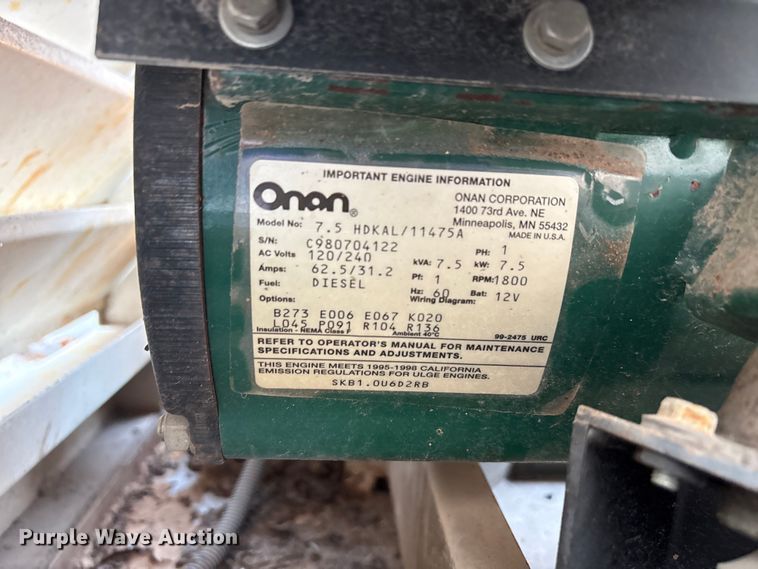 IMPORTANT ENGINE INFORMATION
Onan®
ONAN CORPORATION
1400 73rd Ave. NE
Minneapolis, MN 55432
MADE IN U.S.A.
Model No: 7.5 HDKAL/11475A
S/N: C980704122 PH: 1
AC Volts 120/240 kVA: 7.5 kW: 7.5
Amps: 62.5/31.2 Pf: 1 RPM: 1800
Fuel: DIESEL Hz: 60 Bat: 12V
Options: Wiring Diagram:
B273 E006 E067 K020
L045 P091 R104 R136
Insulation - NEMA Class F Ambient 40°C 99-2475 URC
REFER TO OPERATOR'S MANUAL FOR MAINTENANCE
SPECIFICATIONS AND ADJUSTMENTS.
THIS ENGINE MEETS 1995-1998 CALIFORNIA
EMISSION REGULATIONS FOR ULGE ENGINES.
SKB1.0U6D2RB
Purple Wave Auction